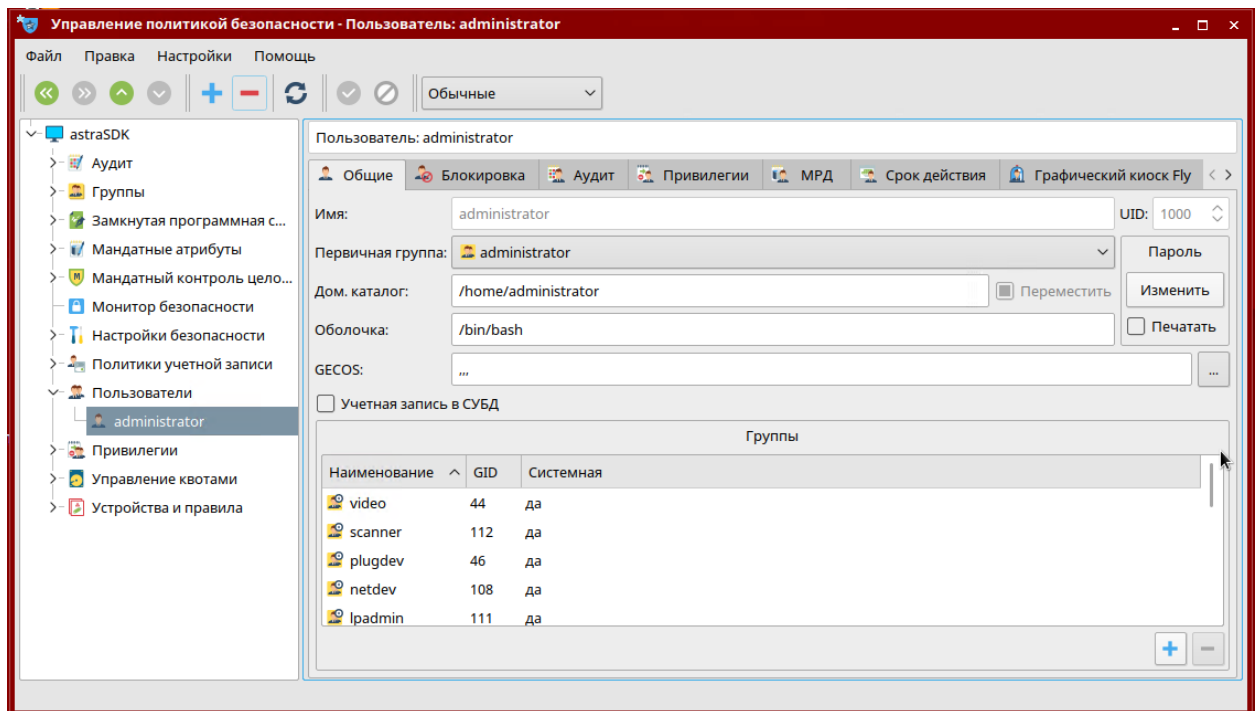 Управление политикой безопасности - Пользователь: administrator
Файл Правка Настройки Помощь
Обычные
astraSDK
Аудит
Группы
Замкнутая программная с...
Мандатные атрибуты
Мандатный контроль цело...
Монитор безопасности
Настройки безопасности
Политики учетной записи
Пользователи
administrator
Привилегии
Управление квотами
Устройства и правила
Пользователь: administrator
Общие Блокировка Аудит Привилегии МРД Срок действия Графический киоск Fly
Имя: administrator UID: 1000
Первичная группа: administrator Пароль
Дом. каталог: /home/administrator Переместить Изменить
Оболочка: /bin/bash Печатать
GECOS: ,,, ...
Учетная запись в СУБД
Группы
Наименование GID Системная
video 44 да
scanner 112 да
plugdev 46 да
netdev 108 да
lpadmin 111 да